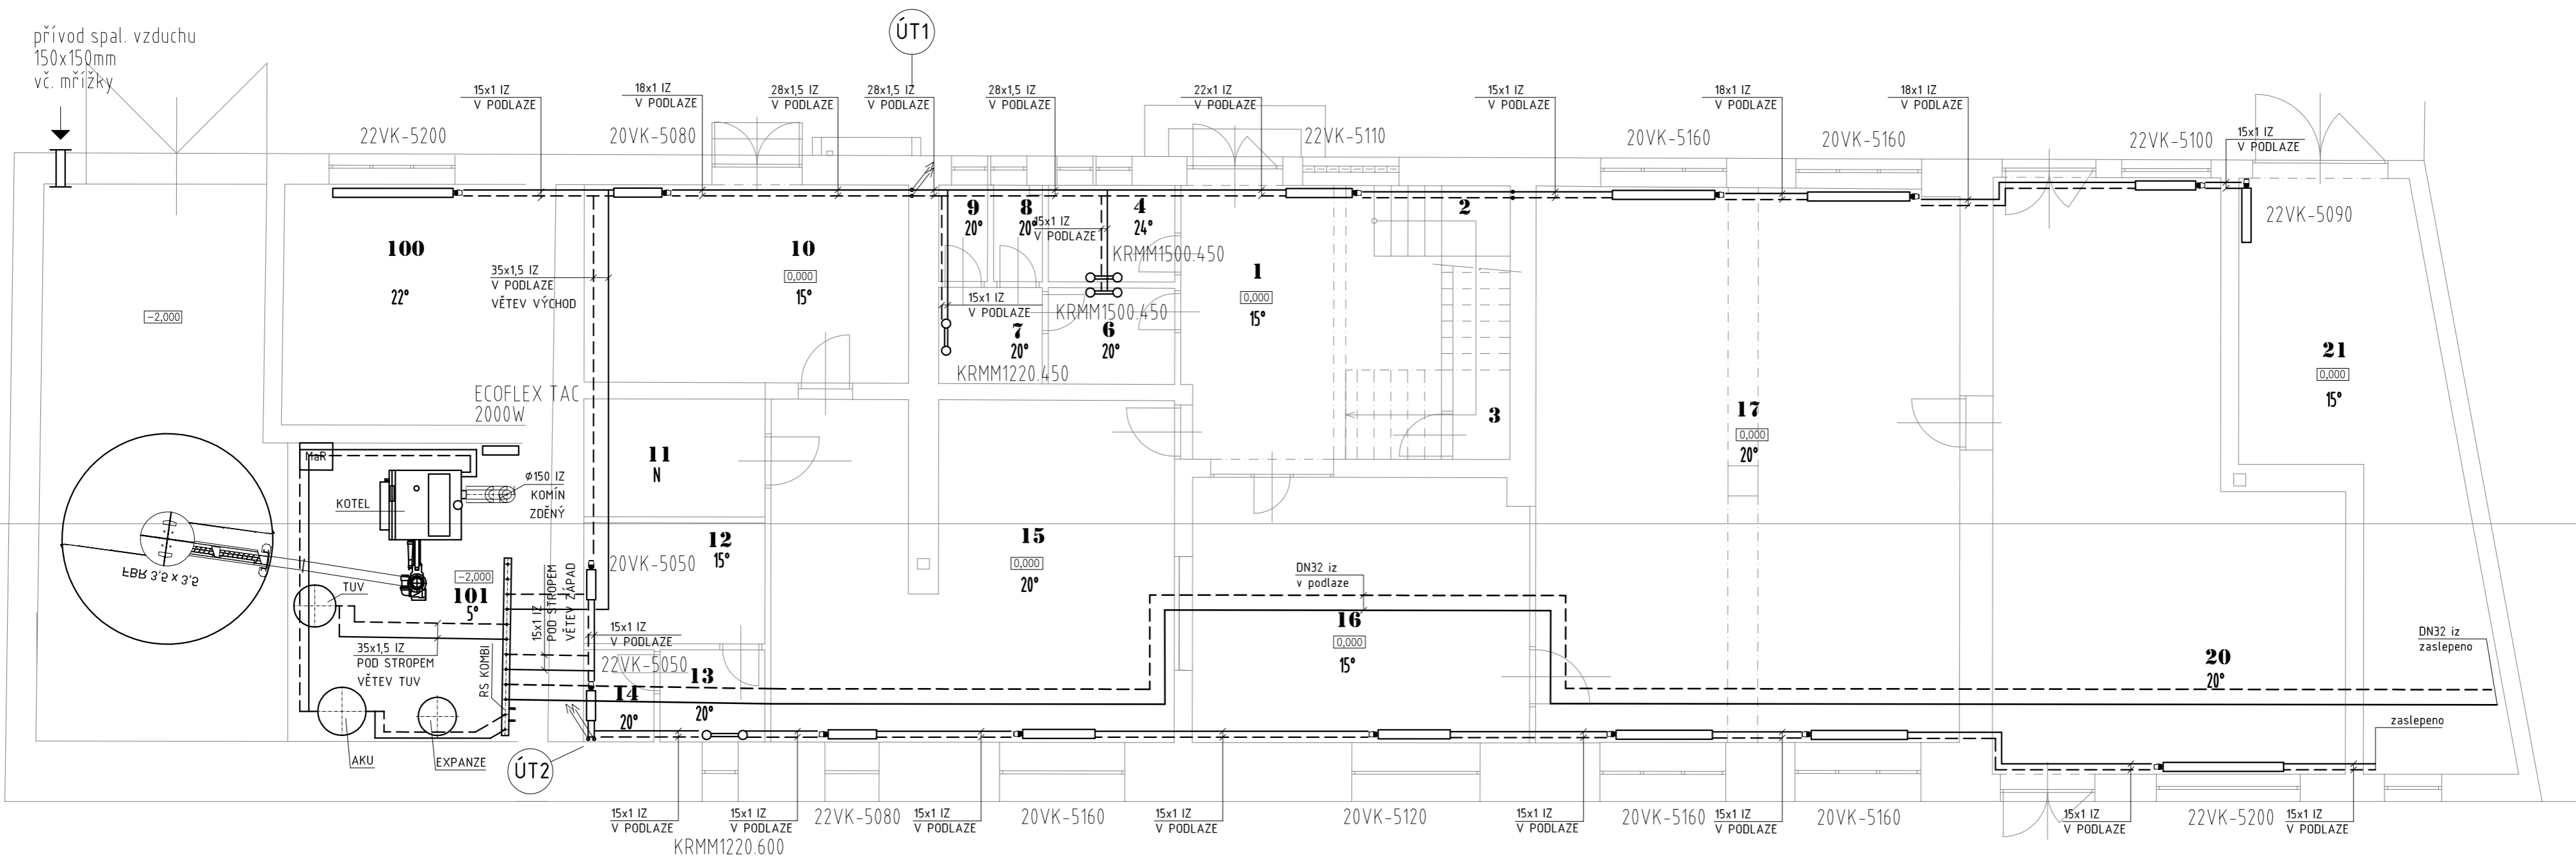 ÚT1
přívod spal. vzduchu
150x150mm
vč. mřížky
15x1 IZ
V PODLAZE
18x1 IZ
V PODLAZE
28x1,5 IZ
V PODLAZE
28x1,5 IZ
V PODLAZE
28x1,5 IZ
V PODLAZE
22x1 IZ
V PODLAZE
15x1 IZ
V PODLAZE
18x1 IZ
V PODLAZE
18x1 IZ
V PODLAZE
15x1 IZ
V PODLAZE
22VK-5200
20VK-5080
22VK-5110
20VK-5160
20VK-5160
22VK-5100
22VK-5090
9
20°
8
20°
4
24°
15x1 IZ
V PODLAZE
KRMM1500.450
2
100
22°
10
0,000
15°
1
0,000
15°
35x1,5 IZ
V PODLAZE
VĚTEV VÝCHOD
15x1 IZ
V PODLAZE
KRMM1500.450
7
20°
6
20°
KRMM1220.450
-2,000
21
0,000
15°
ECOFLEX TAC
2000W
3
17
0,000
20°
MaR
11
N
KOTEL
Ø150 IZ
KOMÍN
ZDĚNÝ
12
15°
15
0,000
20°
20VK-5050
FBR 3,5 x 3,5
TUV
-2,000
101
5°
15x1 IZ
POD STROPEM
VĚTEV ZÁPAD
DN32 iz
v podlaze
16
0,000
15°
15x1 IZ
V PODLAZE
22VK-5050
35x1,5 IZ
POD STROPEM
VĚTEV TUV
RS KOMBI
13
20°
14
20°
DN32 iz
zaslepeno
20
20°
zaslepeno
AKU
EXPANZE
ÚT2
15x1 IZ
V PODLAZE
15x1 IZ
V PODLAZE
22VK-5080
15x1 IZ
V PODLAZE
20VK-5160
15x1 IZ
V PODLAZE
20VK-5120
15x1 IZ
V PODLAZE
20VK-5160
15x1 IZ
V PODLAZE
20VK-5160
15x1 IZ
V PODLAZE
22VK-5200
15x1 IZ
V PODLAZE
KRMM1220.600